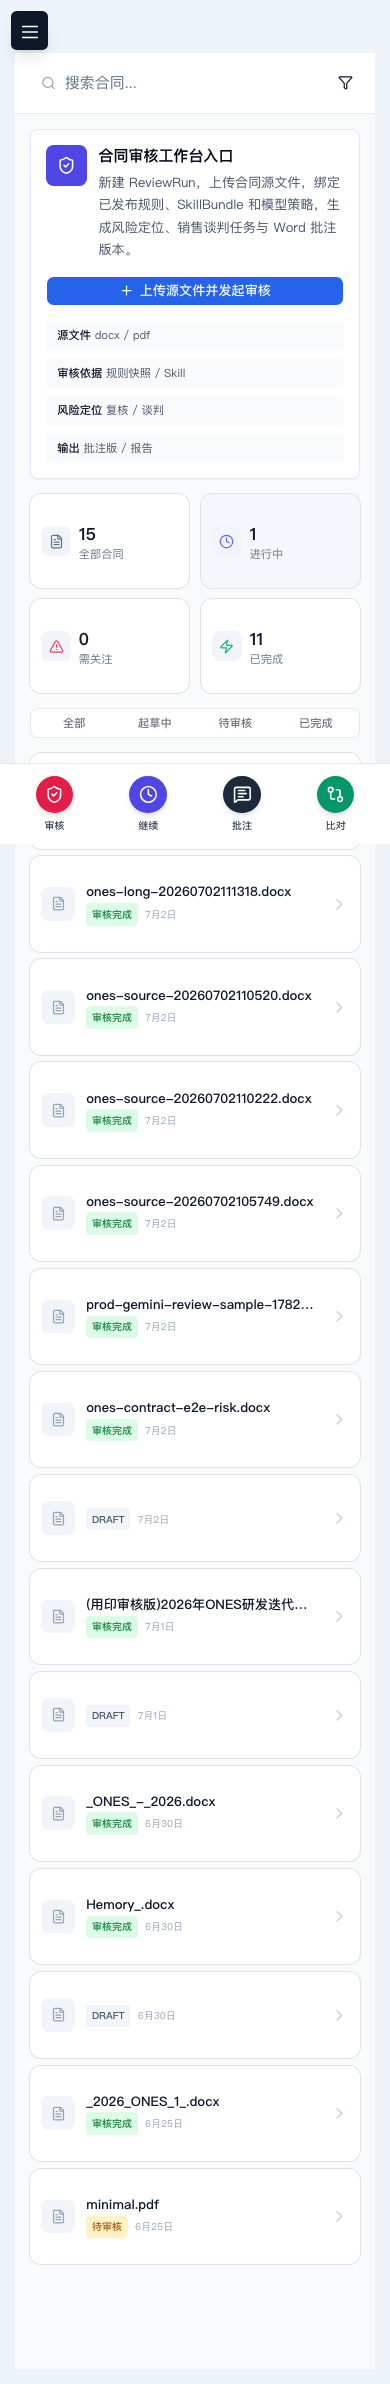 搜索合同...
合同审核工作台入口
新建 ReviewRun，上传合同源文件，绑定
已发布规则、SkillBundle 和模型策略，生
成风险定位、销售谈判任务与 Word 批注
版本。
+ 上传源文件并发起审核
源文件 docx / pdf
审核依据 规则快照 / Skill
风险定位 复核 / 谈判
输出 批注版 / 报告
15
全部合同
1
进行中
0
需关注
11
已完成
全部 起草中 待审核 已完成
审核 继续 批注 比对
ones-long-20260702111318.docx
审核完成 7月2日
ones-source-20260702110520.docx
审核完成 7月2日
ones-source-20260702110222.docx
审核完成 7月2日
ones-source-20260702105749.docx
审核完成 7月2日
prod-gemini-review-sample-1782...
审核完成 7月2日
ones-contract-e2e-risk.docx
审核完成 7月2日
DRAFT 7月2日
(用印审核版)2026年ONES研发迭代...
审核完成 7月1日
DRAFT 7月1日
_ONES_-_2026.docx
审核完成 6月30日
Hemory_.docx
审核完成 6月30日
DRAFT 6月30日
_2026_ONES_1_.docx
审核完成 6月25日
minimal.pdf
待审核 6月25日